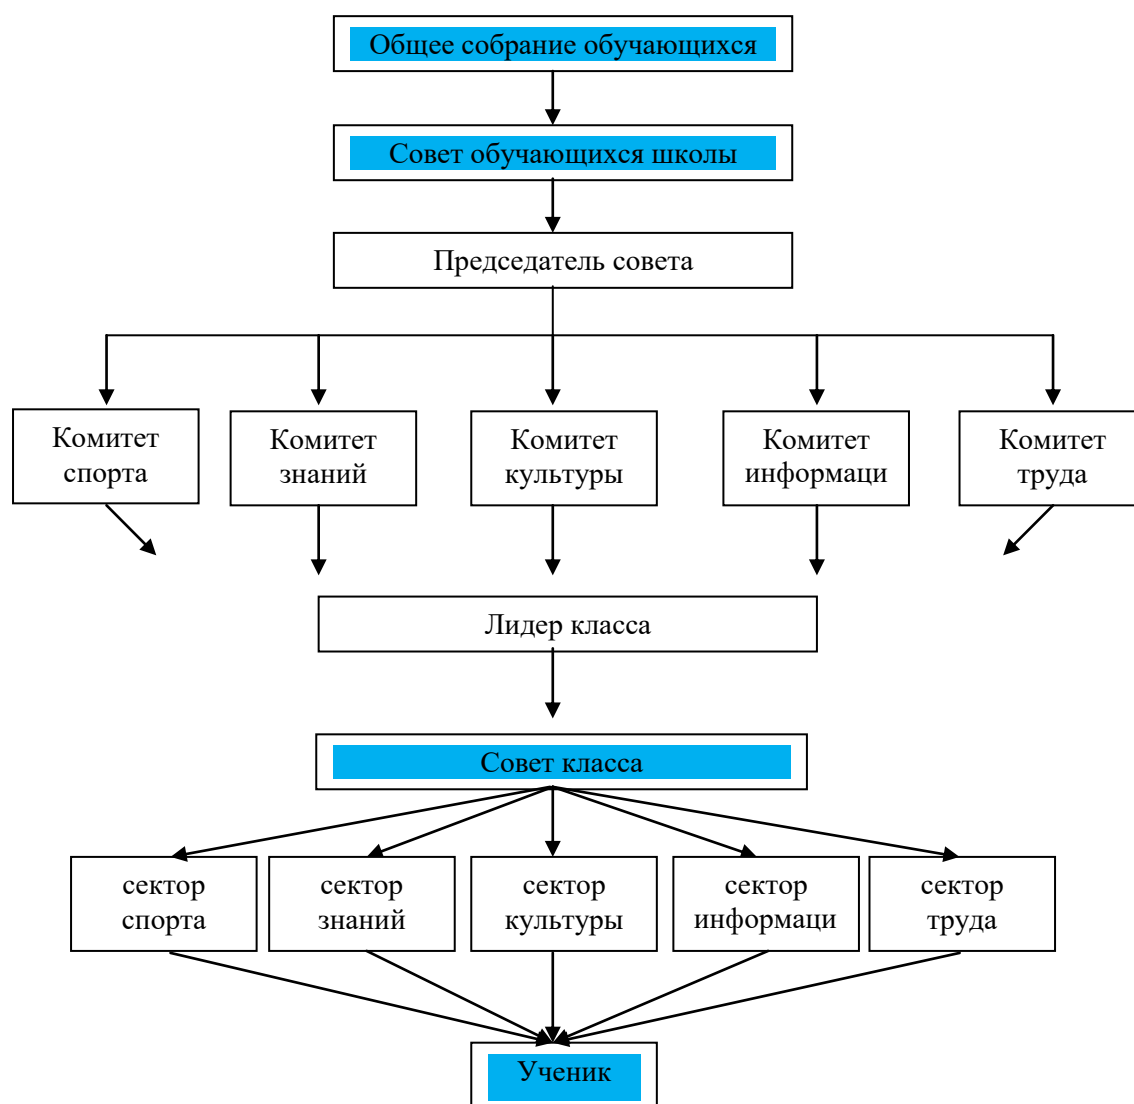 Общее собрание обучающихся
Совет обучающихся школы
Председатель совета
Комитет
спорта
Комитет
знаний
Комитет
культуры
Комитет
информаци
Комитет
труда
Лидер класса
Совет класса
сектор
спорта
сектор
знаний
сектор
культуры
сектор
информаци
сектор
труда
Ученик